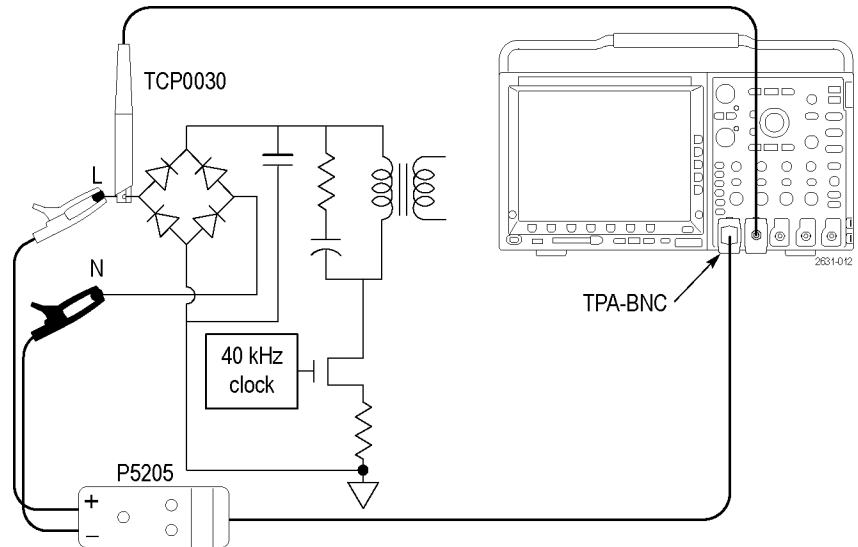 TCP0030
L
N
40 kHz
clock
P5205
+
−
TPA-BNC
2631-012